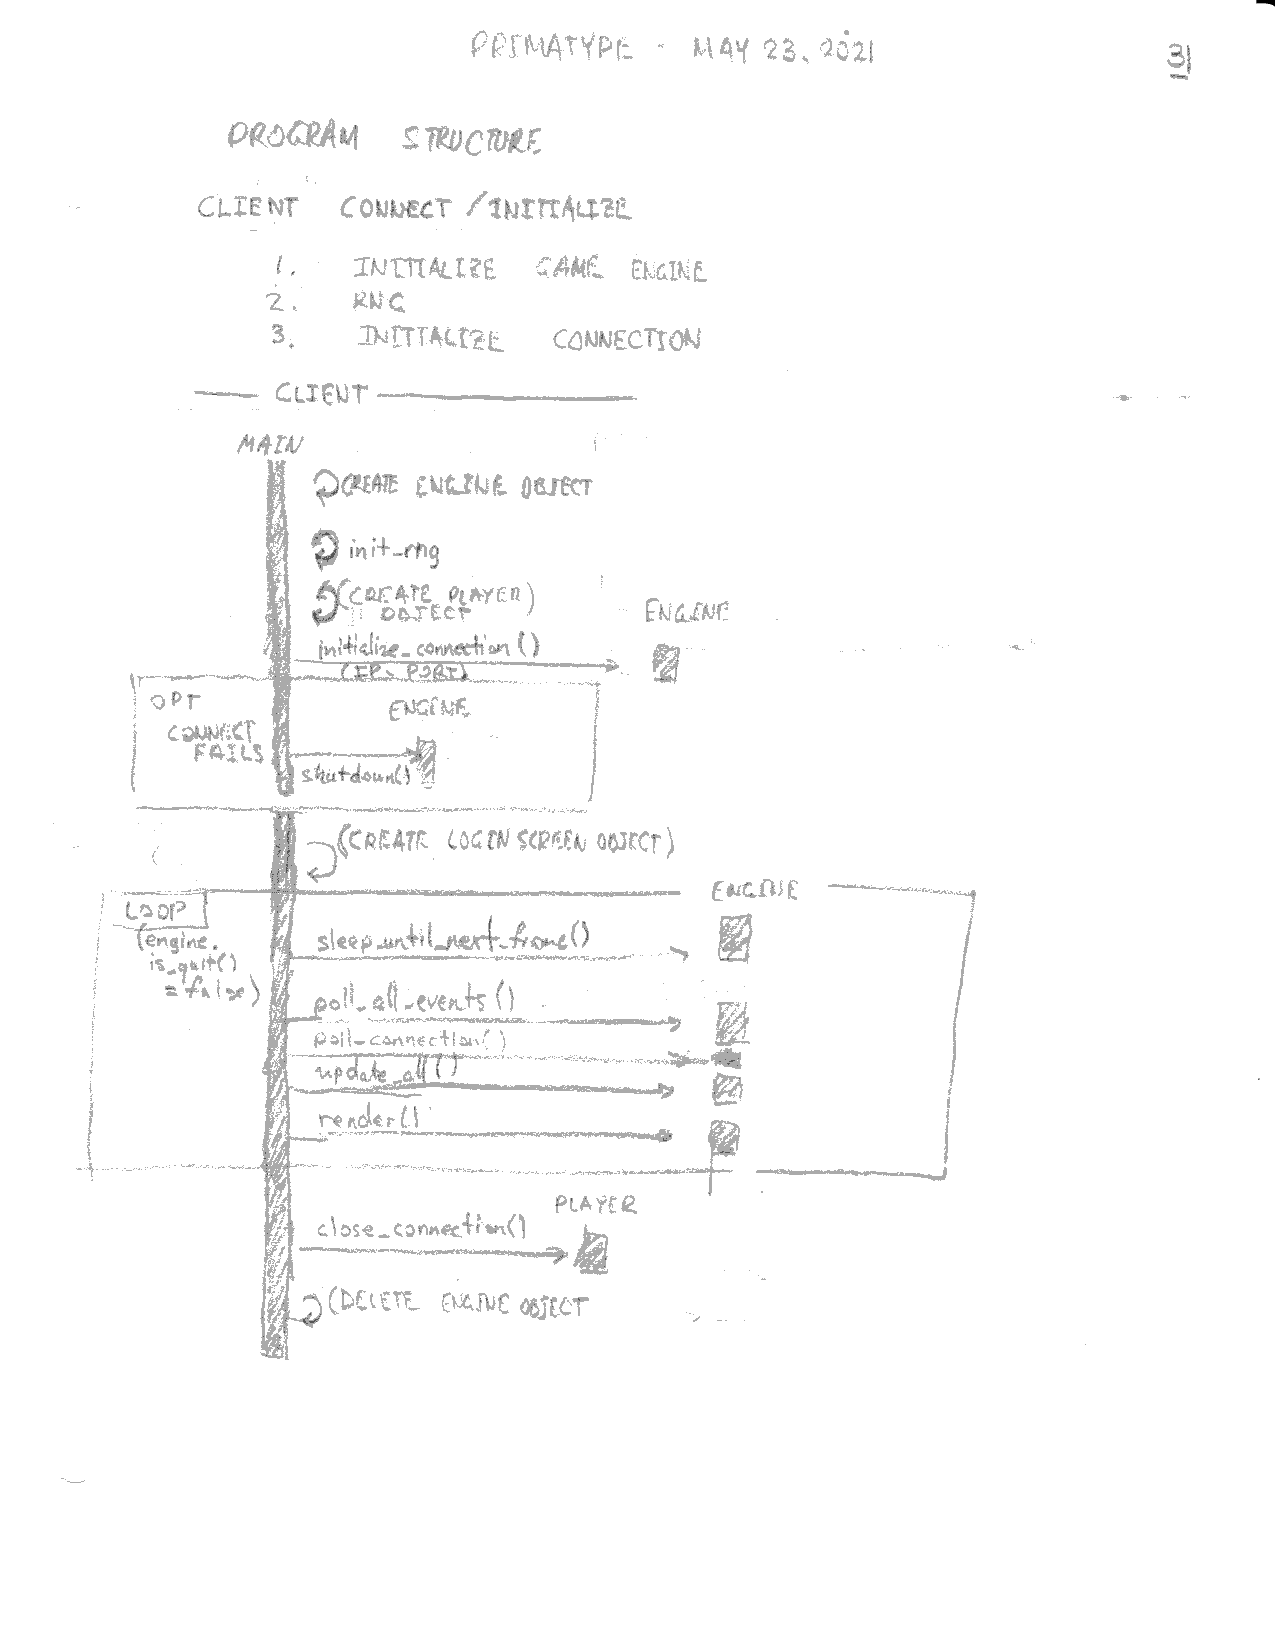 PRIMATYPE - MAY 23, 2021
31
PROGRAM STRUCTURE
CLIENT CONNECT / INITIALIZE
1. INITIALIZE GAME ENGINE
2. RNG
3. INITIALIZE CONNECTION
CLIENT
MAIN
CREATE ENGINE OBJECT
init_rng
(CREATE PLAYER)
OBJECT
ENGINE
initialize_connection()
(IP, PORT)
OPT
CONNECT
FAILS
ENGINE
shutdown()
(CREATE LOGIN SCREEN OBJECT)
ENGINE
LOOP
(engine.
is_quit()
= false)
sleep_until_next_frame()
poll_all_events()
poll_connection()
update_all()
render()
PLAYER
close_connection()
(DELETE ENGINE OBJECT